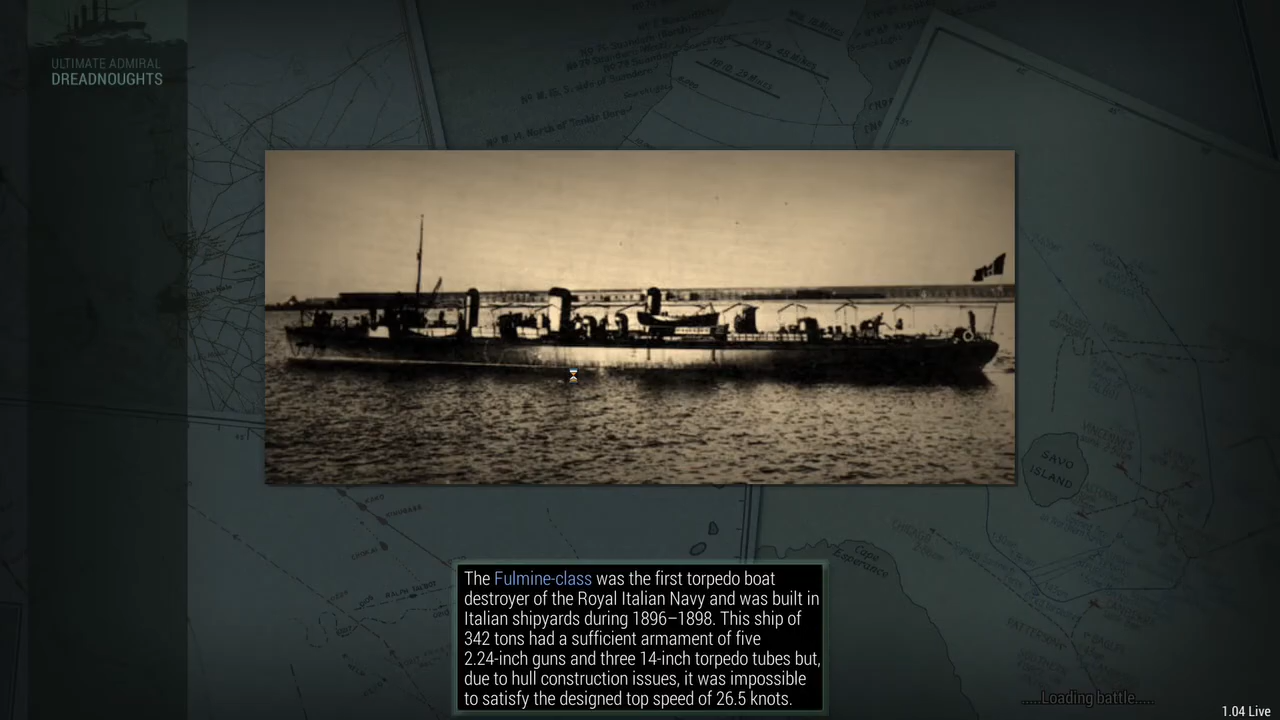 ULTIMATE ADMIRAL
DREADNOUGHTS
SAVO
ISLAND
Cape
Esperance
The Fulmine-class was the first torpedo boat
destroyer of the Royal Italian Navy and was built in
Italian shipyards during 1896–1898. This ship of
342 tons had a sufficient armament of five
2.24-inch guns and three 14-inch torpedo tubes but,
due to hull construction issues, it was impossible
to satisfy the designed top speed of 26.5 knots.
......Loading battle......
1.04 Live